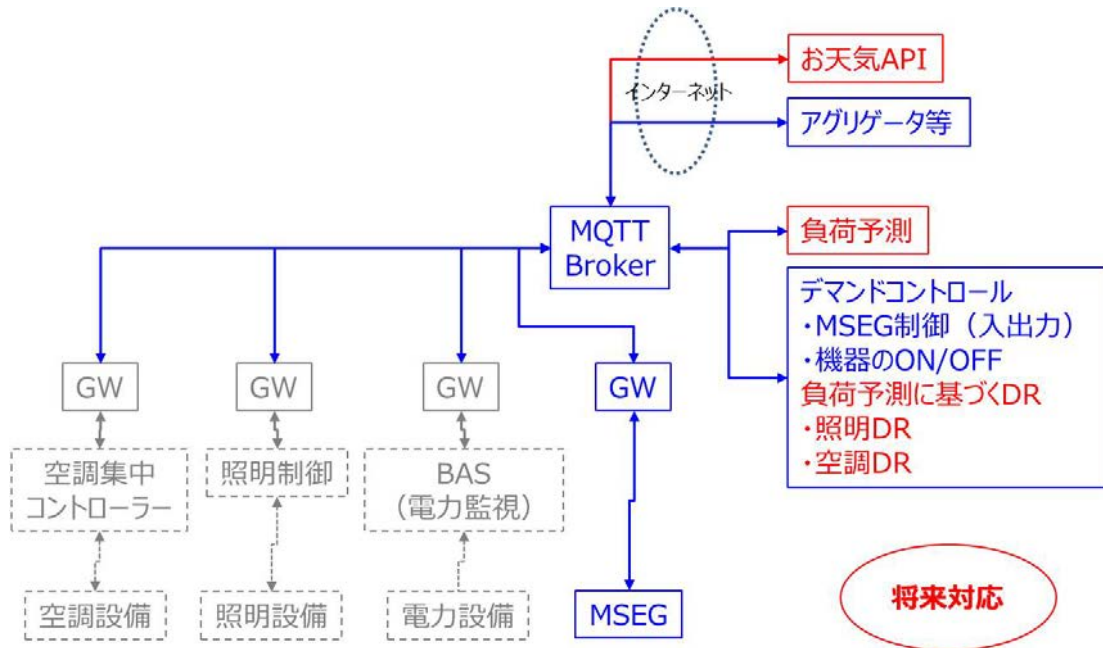 お天気API
インターネット
アグリゲータ等
MQTT
Broker
負荷予測
デマンドコントロール
・MSEG制御（入出力）
・機器のON/OFF
負荷予測に基づくDR
・照明DR
・空調DR
GW
GW
GW
GW
空調集中
コントローラー
照明制御
BAS
（電力監視）
空調設備
照明設備
電力設備
MSEG
将来対応